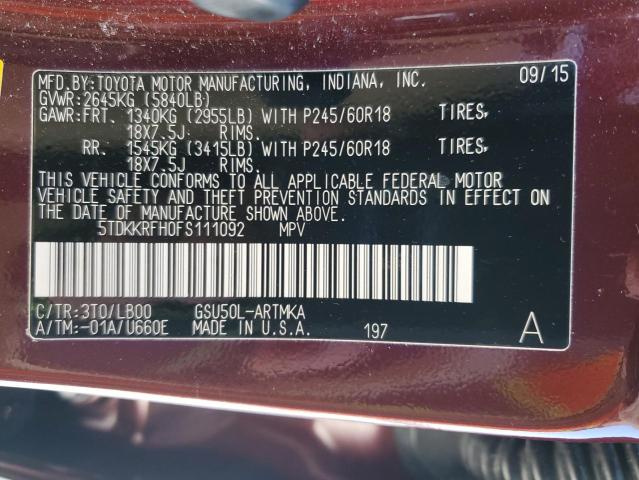 MFD.BY:TOYOTA MOTOR MANUFACTURING, INDIANA, INC. 09/15
GVWR:2645KG (5840LB)
GAWR:FRT. 1340KG (2955LB) WITH P245/60R18 TIRES,
18X7.5J RIMS.
RR. 1545KG (3415LB) WITH P245/60R18 TIRES,
18X7.5J RIMS.
THIS VEHICLE CONFORMS TO ALL APPLICABLE FEDERAL MOTOR
VEHICLE SAFETY AND THEFT PREVENTION STANDARDS IN EFFECT ON
THE DATE OF MANUFACTURE SHOWN ABOVE.
5TDKKRFH0FS111092 MPV
C/TR:3T0/LB00 GSU50L-ARTMKA
A/TM:-01A/U660E MADE IN U.S.A. 197 A